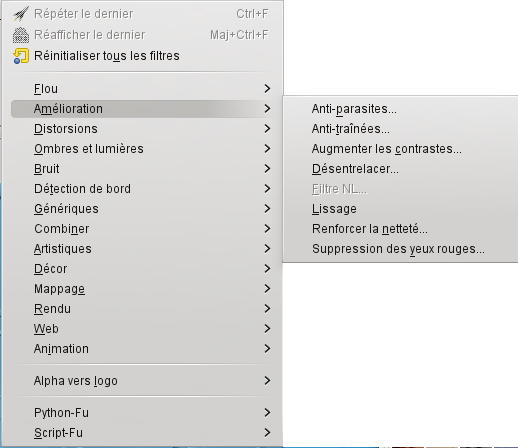 Répéter le dernier Ctrl+F
Réafficher le dernier Maj+Ctrl+F
Réinitialiser tous les filtres
Flou
Amélioration
Distorsions
Ombres et lumières
Bruit
Détection de bord
Génériques
Combiner
Artistiques
Décor
Mappage
Rendu
Web
Animation
Alpha vers logo
Python-Fu
Script-Fu
Anti-parasites...
Anti-traînées...
Augmenter les contrastes...
Désentrelacer...
Filtre NL...
Lissage
Renforcer la netteté...
Suppression des yeux rouges...